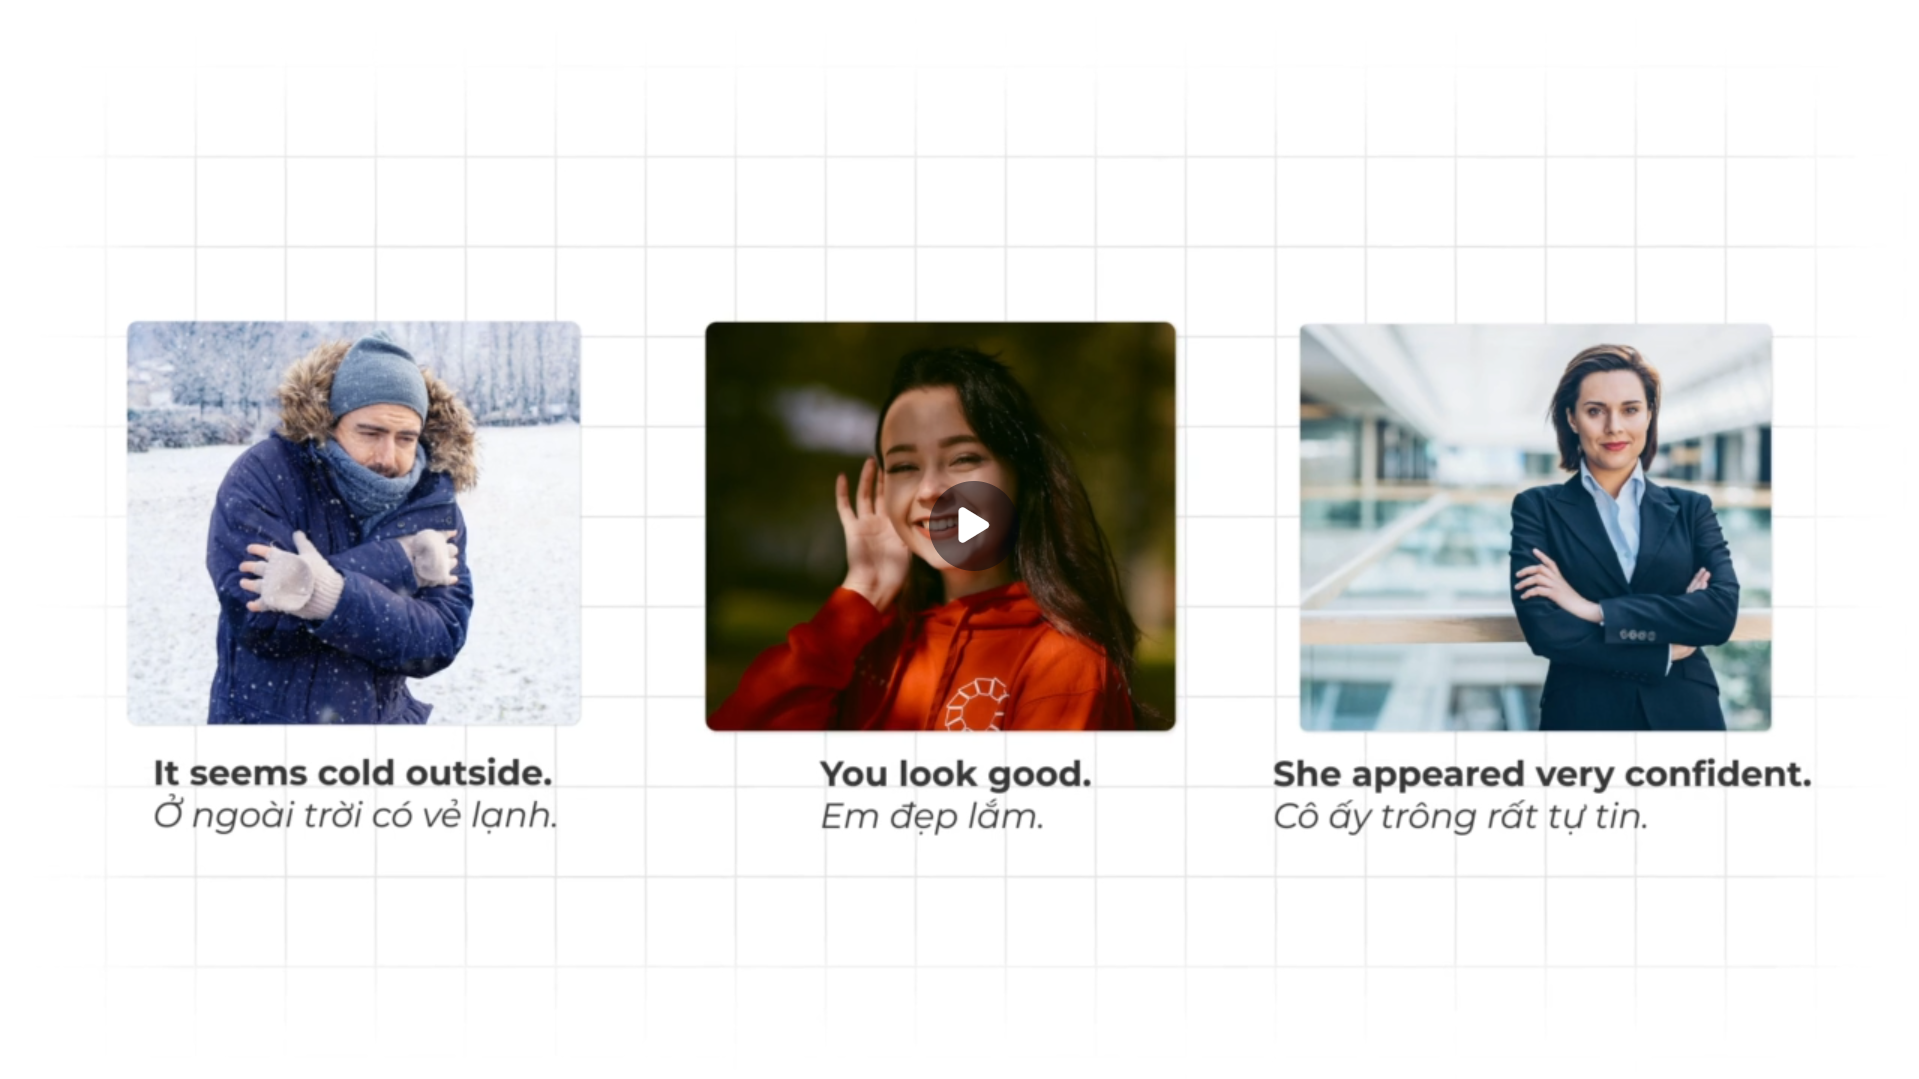 It seems cold outside.
Ở ngoài trời có vẻ lạnh.
You look good.
Em đẹp lắm.
She appeared very confident.
Cô ấy trông rất tự tin.